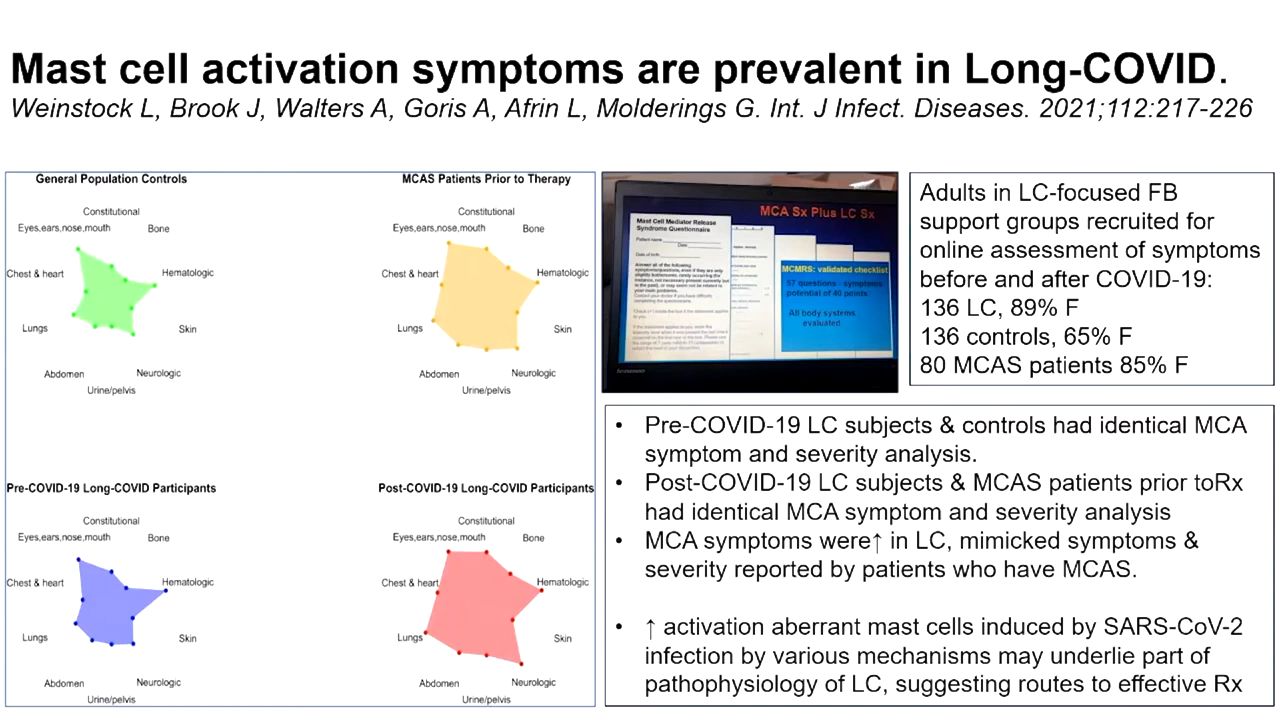 Mast cell activation symptoms are prevalent in Long-COVID.
Weinstock L, Brook J, Walters A, Goris A, Afrin L, Molderings G. Int. J Infect. Diseases. 2021;112:217-226
General Population Controls
Constitutional
Eyes,ears,nose,mouth
Bone
Chest & heart
Hematologic
Lungs
Skin
Abdomen
Neurologic
Urine/pelvis
MCAS Patients Prior to Therapy
Constitutional
Eyes,ears,nose,mouth
Bone
Chest & heart
Hematologic
Lungs
Skin
Abdomen
Neurologic
Urine/pelvis
Pre-COVID-19 Long-COVID Participants
Constitutional
Eyes,ears,nose,mouth
Bone
Chest & heart
Hematologic
Lungs
Skin
Abdomen
Neurologic
Urine/pelvis
Post-COVID-19 Long-COVID Participants
Constitutional
Eyes,ears,nose,mouth
Bone
Chest & heart
Hematologic
Lungs
Skin
Abdomen
Neurologic
Urine/pelvis
MCA Sx Plus LC Sx
Mast Cell Mediator Release
Syndrome Questionnaire
Patient name
Date
Date of birth
MCMRS: validated checklist
57 questions - symptoms
potential of 40 points
All body systems
evaluated
Adults in LC-focused FB
support groups recruited for
online assessment of symptoms
before and after COVID-19:
136 LC, 89% F
136 controls, 65% F
80 MCAS patients 85% F
• Pre-COVID-19 LC subjects & controls had identical MCA
symptom and severity analysis.
• Post-COVID-19 LC subjects & MCAS patients prior toRx
had identical MCA symptom and severity analysis
• MCA symptoms were↑ in LC, mimicked symptoms &
severity reported by patients who have MCAS.
• ↑ activation aberrant mast cells induced by SARS-CoV-2
infection by various mechanisms may underlie part of
pathophysiology of LC, suggesting routes to effective Rx